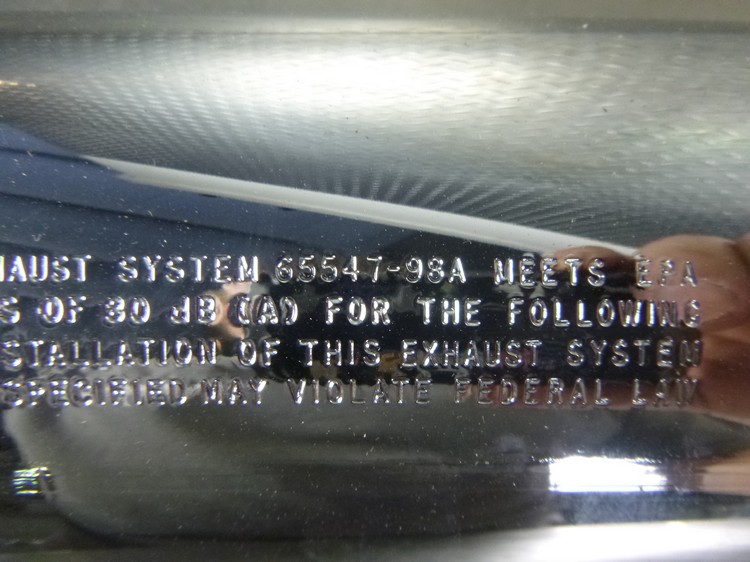 HAUST SYSTEM 65547-98A MEETS EPA
S OF 80 dB (A) FOR THE FOLLOWING
STALLATION OF THIS EXHAUST SYSTEM
SPECIFIED MAY VIOLATE FEDERAL LAW